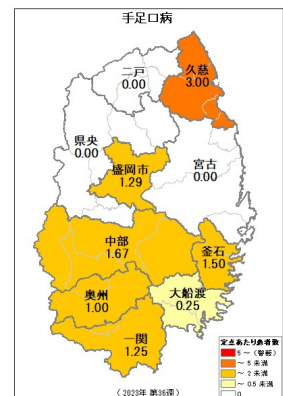 手足口病
二戸
0.00
久慈
3.00
県央
0.00
盛岡市
1.29
宮古
0.00
中部
1.67
釜石
1.50
奥州
1.00
大船渡
0.25
一関
1.25
定点あたり患者数
5～（警報）
～5未満
～2未満
～0.5未満
0
（2023年 第36週）